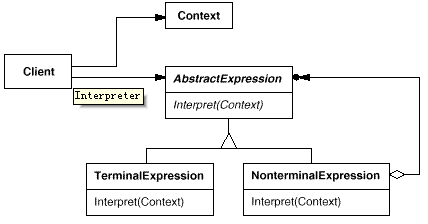 Context
Client
AbstractExpression
Interpreter
Interpret(Context)
TerminalExpression
NonterminalExpression
Interpret(Context)
Interpret(Context)